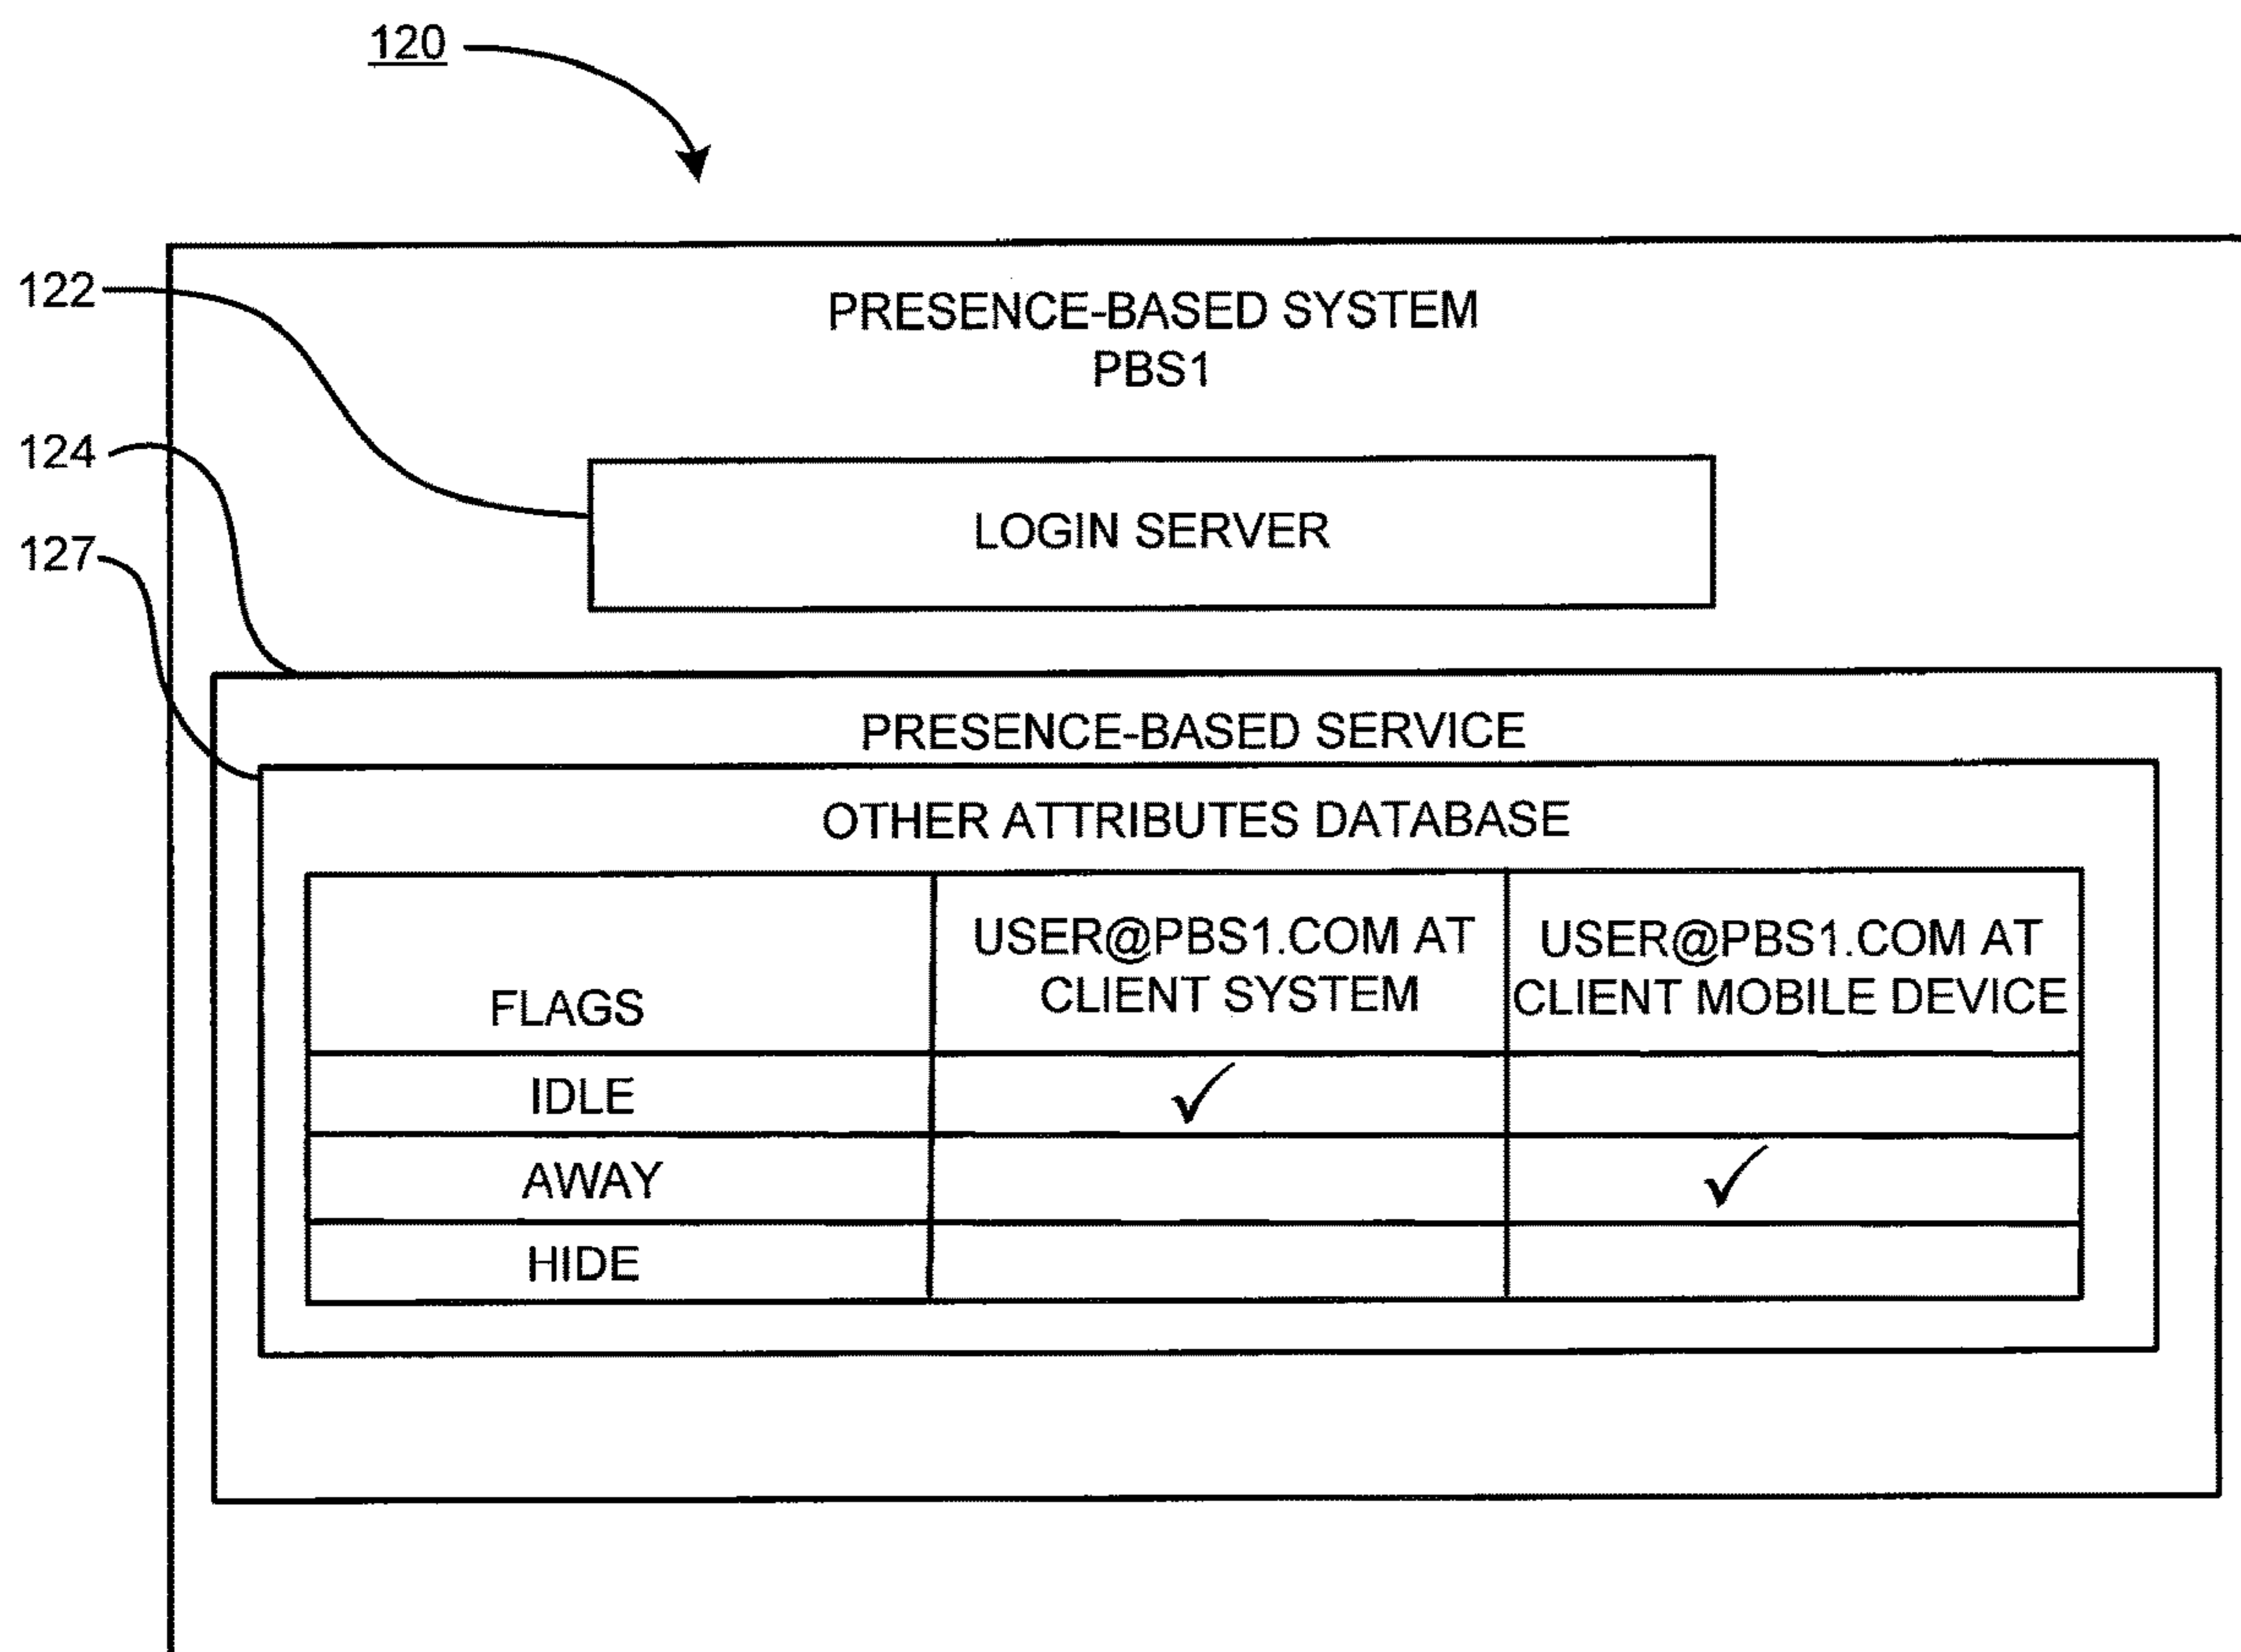 120
122
PRESENCE-BASED SYSTEM
PBS1
124
LOGIN SERVER
127
PRESENCE-BASED SERVICE
OTHER ATTRIBUTES DATABASE
FLAGS
USER@PBS1.COM AT
CLIENT SYSTEM
USER@PBS1.COM AT
CLIENT MOBILE DEVICE
IDLE ✓
AWAY ✓
HIDE